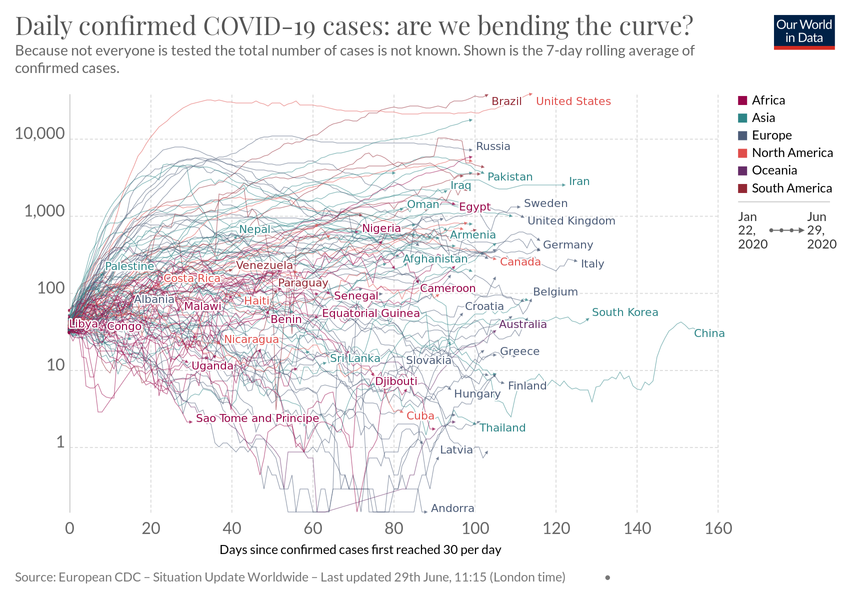 Daily confirmed COVID-19 cases: are we bending the curve?
Because not everyone is tested the total number of cases is not known. Shown is the 7-day rolling average of
confirmed cases.
Our World
in Data
Africa
Asia
Europe
North America
Oceania
South America
Jan
22,
2020
Jun
29,
2020
10,000
1,000
100
10
1
Brazil
United States
Russia
Pakistan
Iran
Iraq
Oman
Egypt
Sweden
United Kingdom
Nigeria
Nepal
Armenia
Germany
Afghanistan
Canada
Italy
Palestine
Venezuela
Costa Rica
Paraguay
Cameroon
Albania
Haiti
Senegal
Belgium
Malawi
Croatia
Equatorial Guinea
South Korea
Libya
Congo
Benin
Australia
China
Nicaragua
Sri Lanka
Slovakia
Greece
Uganda
Djibouti
Finland
Hungary
Sao Tome and Principe
Cuba
Thailand
Latvia
Andorra
0
20
40
60
80
100
120
140
160
Days since confirmed cases first reached 30 per day
Source: European CDC – Situation Update Worldwide – Last updated 29th June, 11:15 (London time)